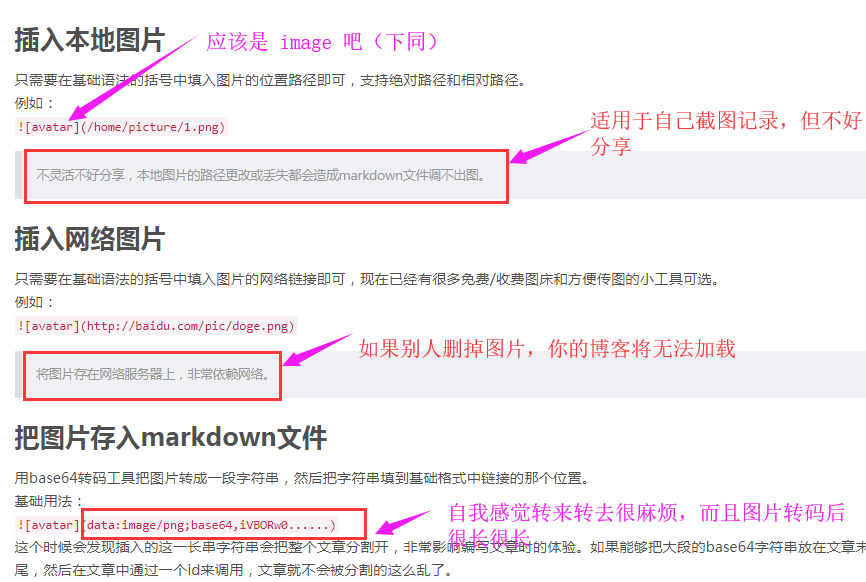 插入本地图片
应该是 image 吧（下同）
只需要在基础语法的括号中填入图片的位置路径即可，支持绝对路径和相对路径。
例如：
![avatar](/home/picture/1.png)
适用于自己截图记录，但不好
分享
不灵活不好分享，本地图片的路径更改或丢失都会造成markdown文件调不出图。
插入网络图片
只需要在基础语法的括号中填入图片的网络链接即可，现在已经有很多免费/收费图床和方便传图的小工具可选。
例如：
![avatar](http://baidu.com/pic/doge.png)
如果别人删掉图片，你的博客将无法加载
将图片存在网络服务器上，非常依赖网络。
把图片存入markdown文件
用base64转码工具把图片转成一段字符串，然后把字符串填到基础格式中链接的那个位置。
基础用法：
![avatar](data:image/png;base64,iVBORw0......)
自我感觉转来转去很麻烦，而且图片转码后
很长很长
这个时候会发现插入的这一长串字符串会把整个文章分割开，非常影响编写文章时的体验。如果能够把大段的base64字符串放在文章末
尾，然后在文章中通过一个id来调用，文章就不会被分割的这么乱了。